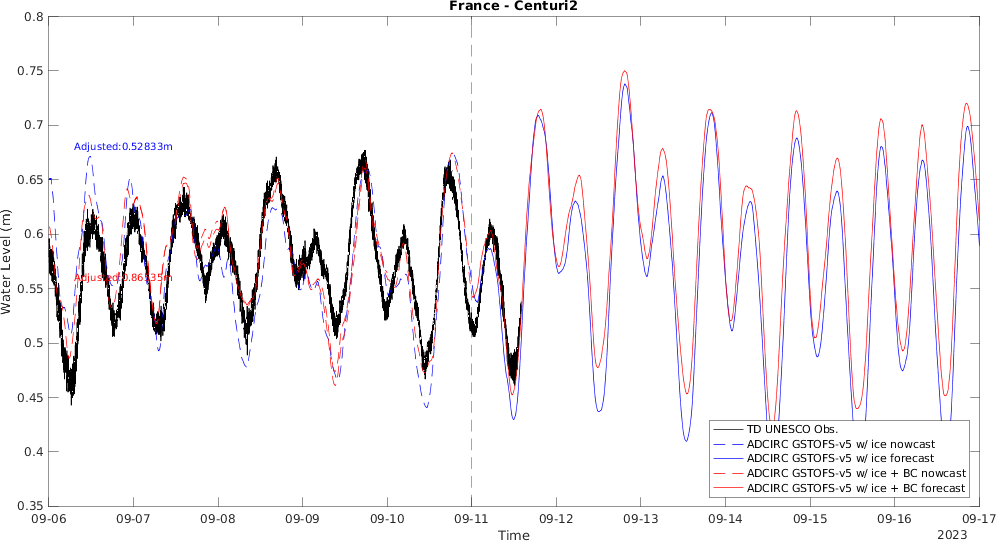 France - Centuri2
0.8
0.75
0.7
0.65
0.6
0.55
0.5
0.45
0.4
0.35
Water Level (m)
Adjusted:0.52833m
Adjusted:0.86535m
TD UNESCO Obs.
ADCIRC GSTOFS-v5 w/ ice nowcast
ADCIRC GSTOFS-v5 w/ ice forecast
ADCIRC GSTOFS-v5 w/ ice + BC nowcast
ADCIRC GSTOFS-v5 w/ ice + BC forecast
09-06 09-07 09-08 09-09 09-10 09-11 09-12 09-13 09-14 09-15 09-16 09-17
Time
2023